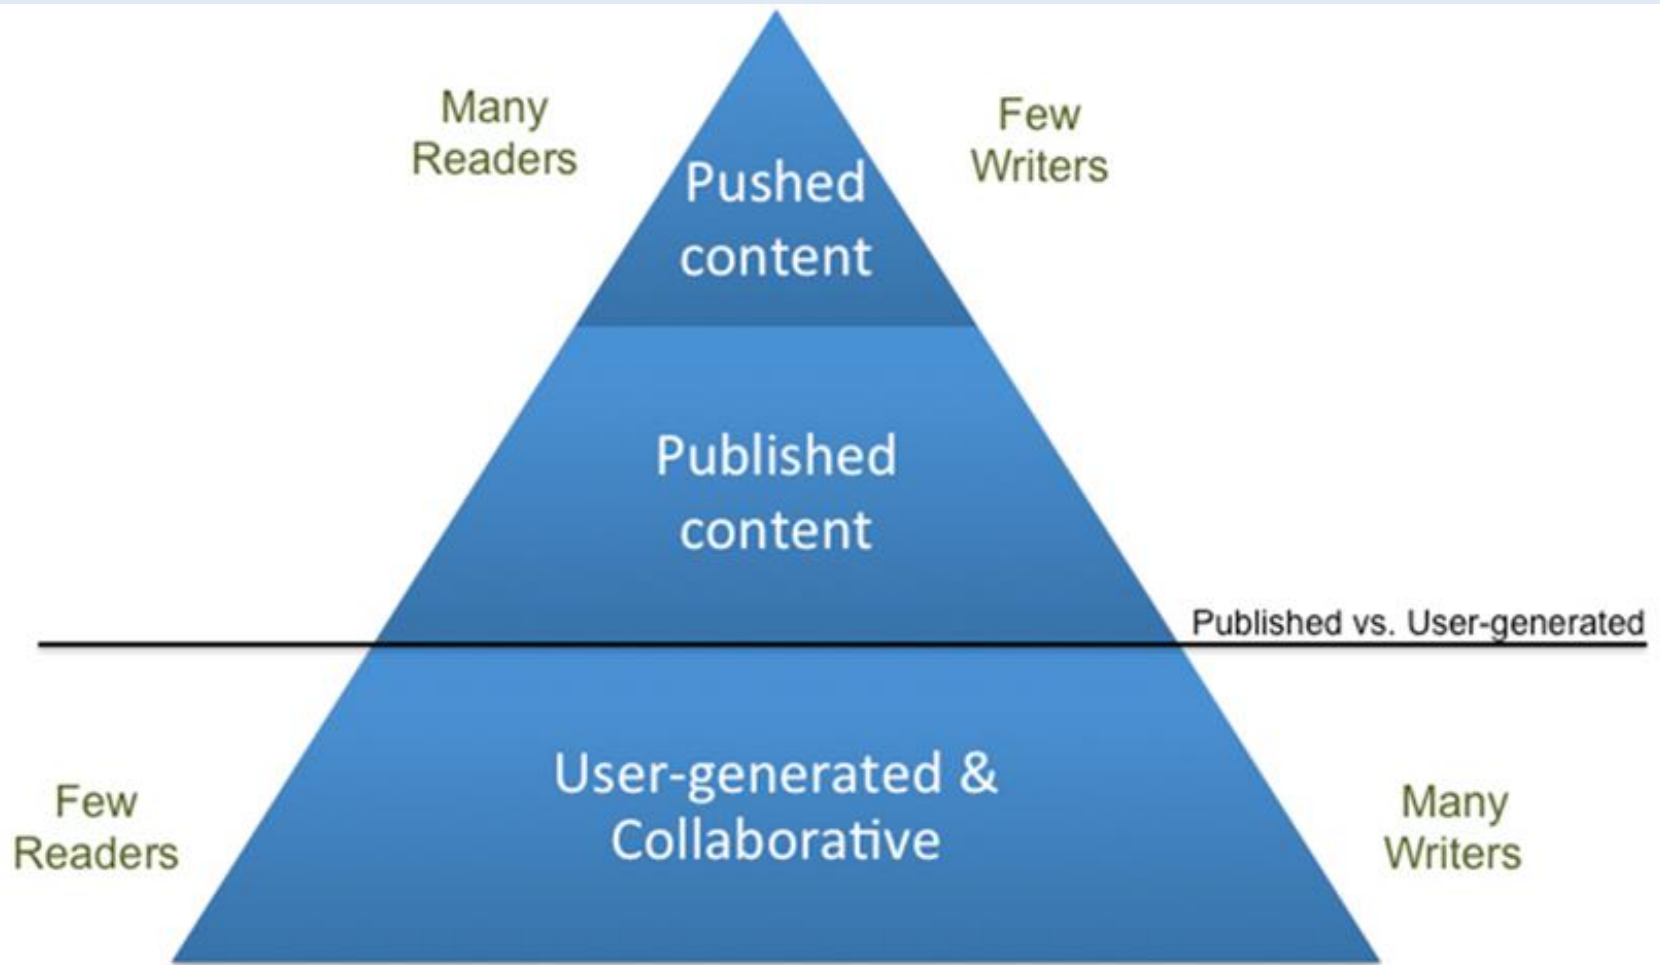 Many
Readers
Few
Writers
Pushed
content
Published
content
Published vs. User-generated
User-generated &
Collaborative
Few
Readers
Many
Writers